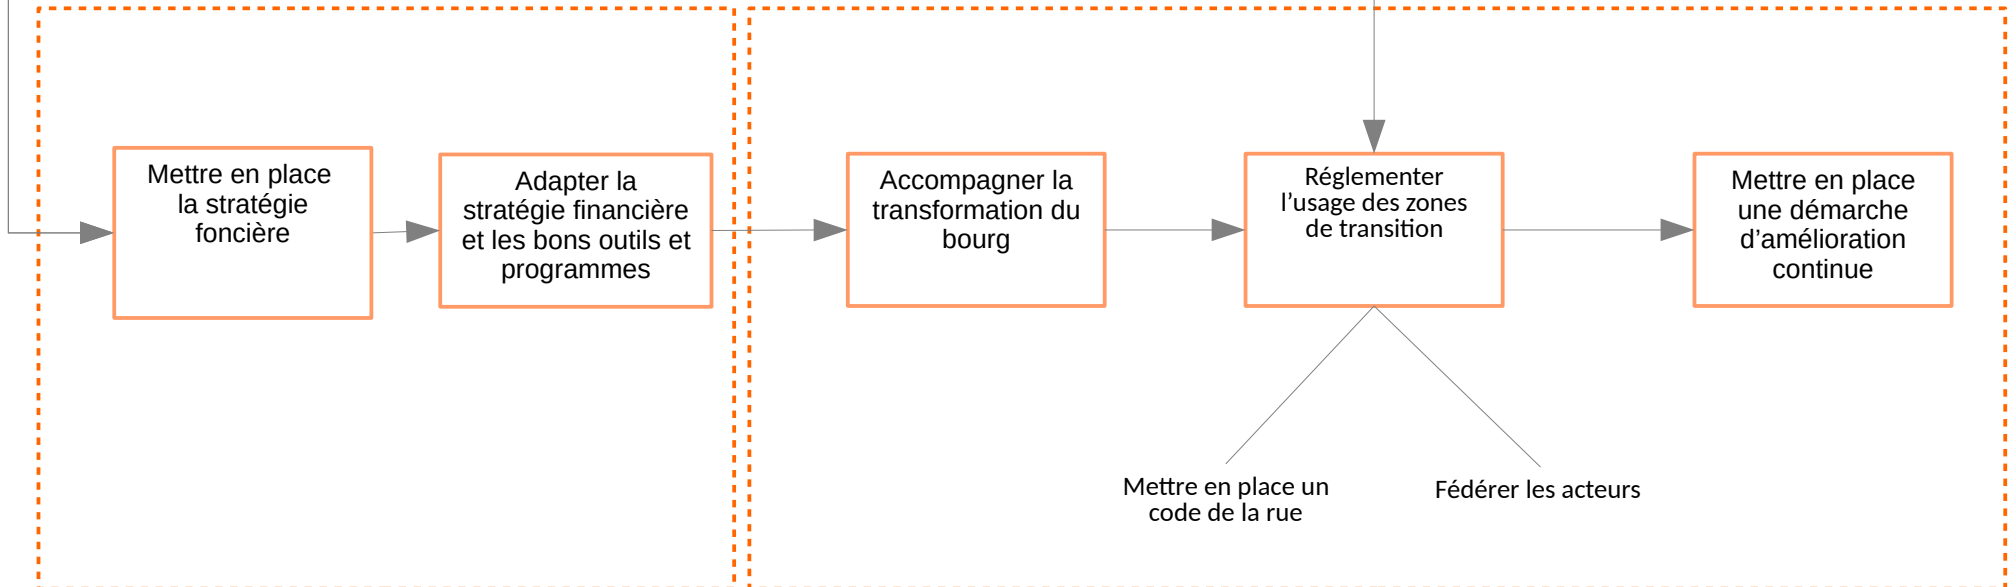 Mettre en place
la stratégie
foncière
Adapter la
stratégie financière
et les bons outils et
programmes
Accompagner la
transformation du
bourg
Réglementer
l’usage des zones
de transition
Mettre en place
une démarche
d’amélioration
continue
Mettre en place un
code de la rue
Fédérer les acteurs